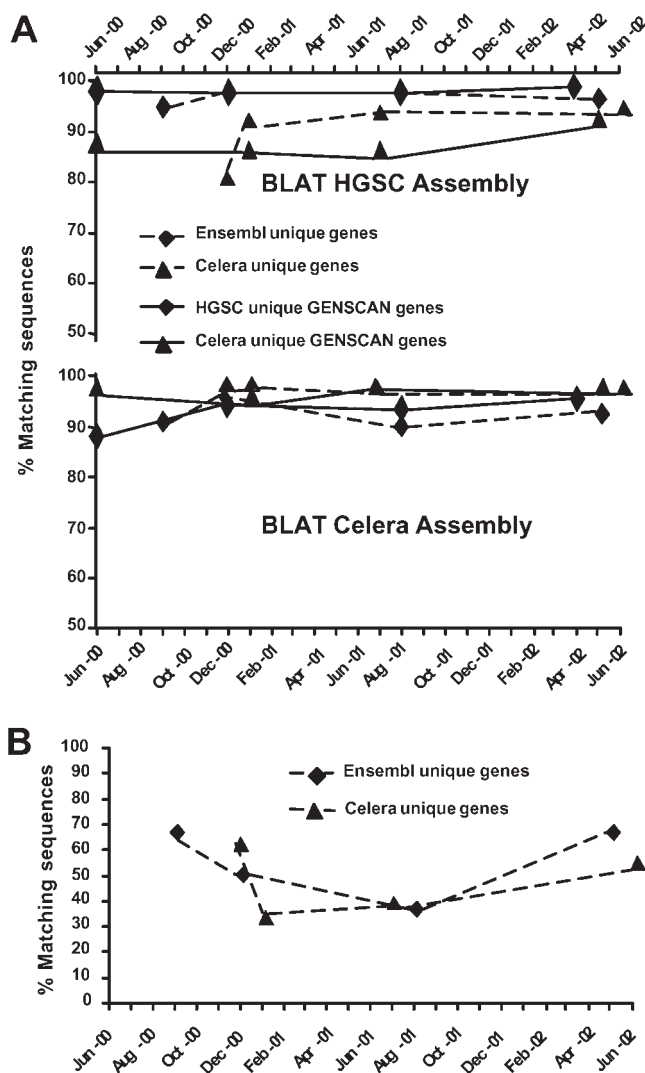 A
Jun -00 Aug -00 Oct -00 Dec -00 Feb -01 Apr -01 Jun -01 Aug -01 Oct -01 Dec -01 Feb -02 Apr -02 Jun -02
100
90
80
BLAT HGSC Assembly
70
Ensembl unique genes
Celera unique genes
60
HGSC unique GENSCAN genes
Celera unique GENSCAN genes
50
% Matching sequences
100
90
80
70
BLAT Celera Assembly
60
50
Jun -00 Aug -00 Oct -00 Dec -00 Feb -01 Apr -01 Jun -01 Aug -01 Oct -01 Dec -01 Feb -02 Apr -02 Jun -02
B
100
90
80
70
60
50
40
30
20
10
0
Ensembl unique genes
Celera unique genes
% Matching sequences
Jun -00 Aug -00 Oct -00 Dec -00 Feb -01 Apr -01 Jun -01 Aug -01 Oct -01 Dec -01 Feb -02 Apr -02 Jun -02